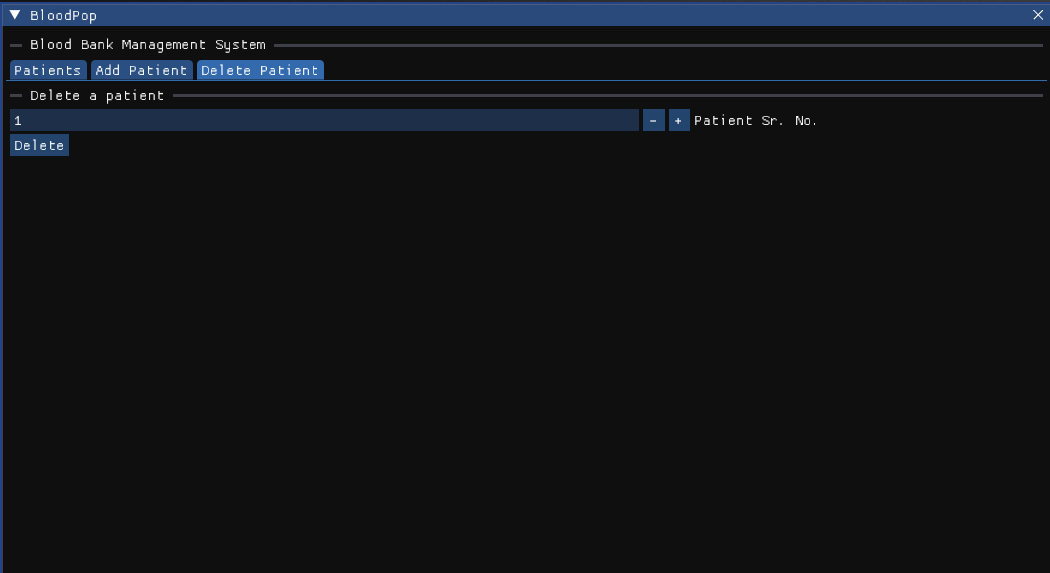 BloodPop
Blood Bank Management System
Patients Add Patient Delete Patient
Delete a patient
1 - + Patient Sr. No.
Delete